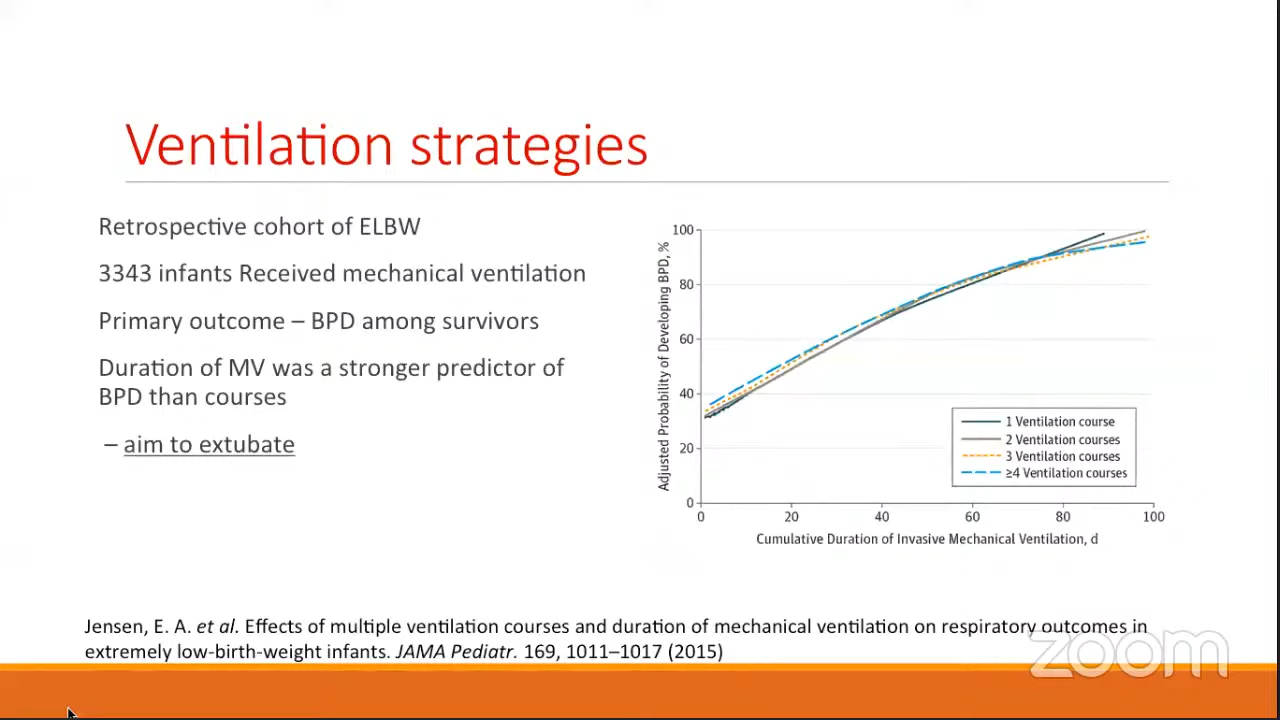 Ventilation strategies
Retrospective cohort of ELBW
3343 infants Received mechanical ventilation
Primary outcome – BPD among survivors
Duration of MV was a stronger predictor of
BPD than courses
– aim to extubate
Adjusted Probability of Developing BPD, %
100
80
60
40
20
0
0 20 40 60 80 100
Cumulative Duration of Invasive Mechanical Ventilation, d
1 Ventilation course
2 Ventilation courses
3 Ventilation courses
≥4 Ventilation courses
Jensen, E. A. et al. Effects of multiple ventilation courses and duration of mechanical ventilation on respiratory outcomes in
extremely low-birth-weight infants. JAMA Pediatr. 169, 1011–1017 (2015)
zoom